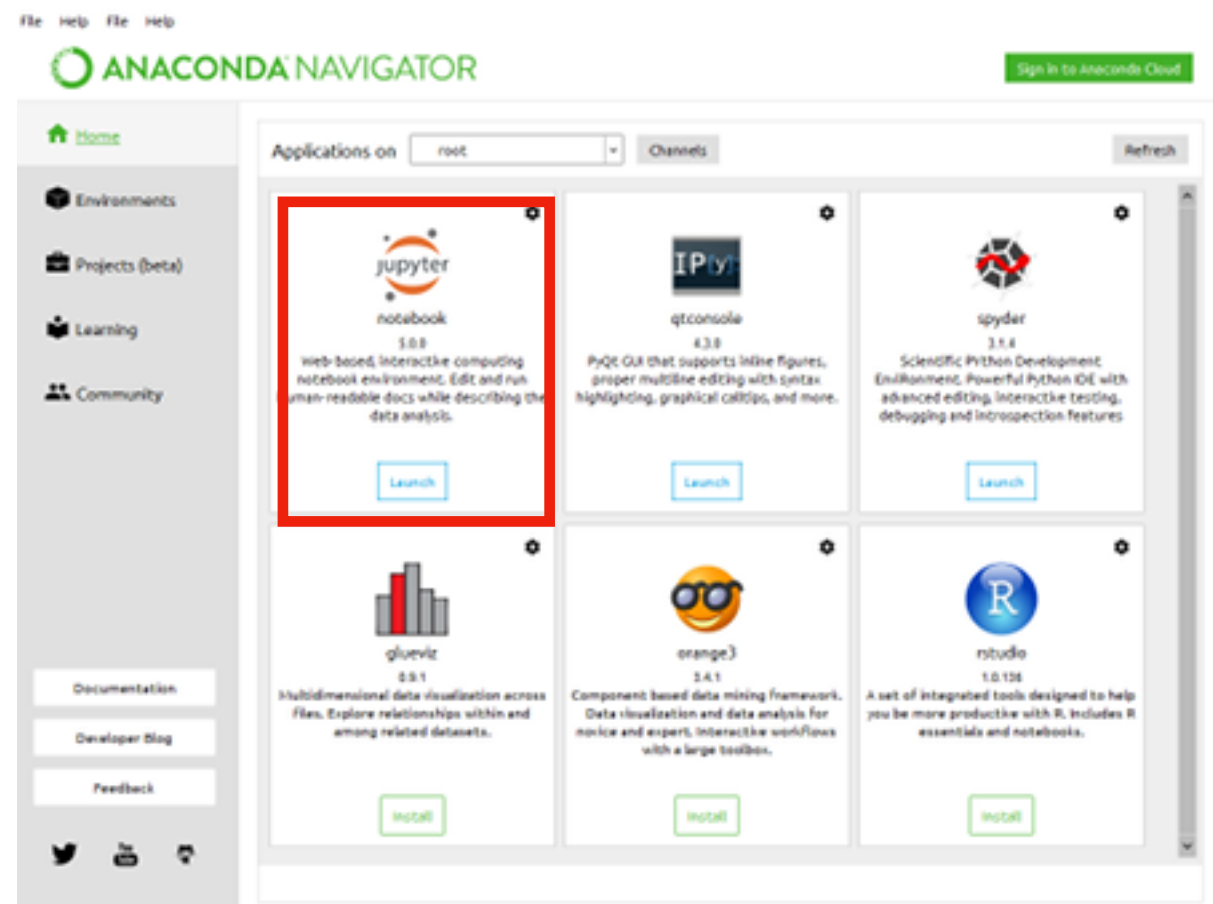 File Help File Help
ANACONDA NAVIGATOR
Sign in to Anaconda Cloud
Home
Applications on root Channels Refresh
Environments
Projects (beta)
Learning
Community
jupyter
notebook
5.0.0
Web-based, interactive computing
notebook environment. Edit and run
human-readable docs while describing the
data analysis.
Launch
IP[y]:
qtconsole
4.3.0
PyQt GUI that supports inline figures,
proper multiline editing with syntax
highlighting, graphical calltips, and more.
Launch
spyder
3.1.4
Scientific Python Development
EnviRonment. Powerful Python IDE with
advanced editing, interactive testing,
debugging and introspection features
Launch
glueviz
0.9.1
Multidimensional data visualization across
files. Explore relationships within and
among related datasets.
Install
orange3
3.4.1
Component based data mining framework.
Data visualization and data analysis for
novice and expert. Interactive workflows
with a large toolbox.
Install
R
rstudio
1.0.136
A set of integrated tools designed to help
you be more productive with R. Includes R
essentials and notebooks.
Install
Documentation
Developer Blog
Feedback
You
Tube